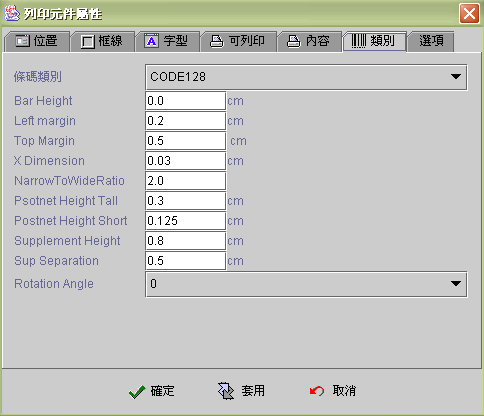 列印元件屬性
位置 框線 字型 可列印 內容 類別 選項
條碼類別 CODE128
Bar Height 0.0 cm
Left margin 0.2 cm
Top Margin 0.5 cm
X Dimension 0.03 cm
NarrowToWideRatio 2.0
Psotnet Height Tall 0.3 cm
Postnet Height Short 0.125 cm
Supplement Height 0.8 cm
Sup Separation 0.5 cm
Rotation Angle 0
確定 套用 取消